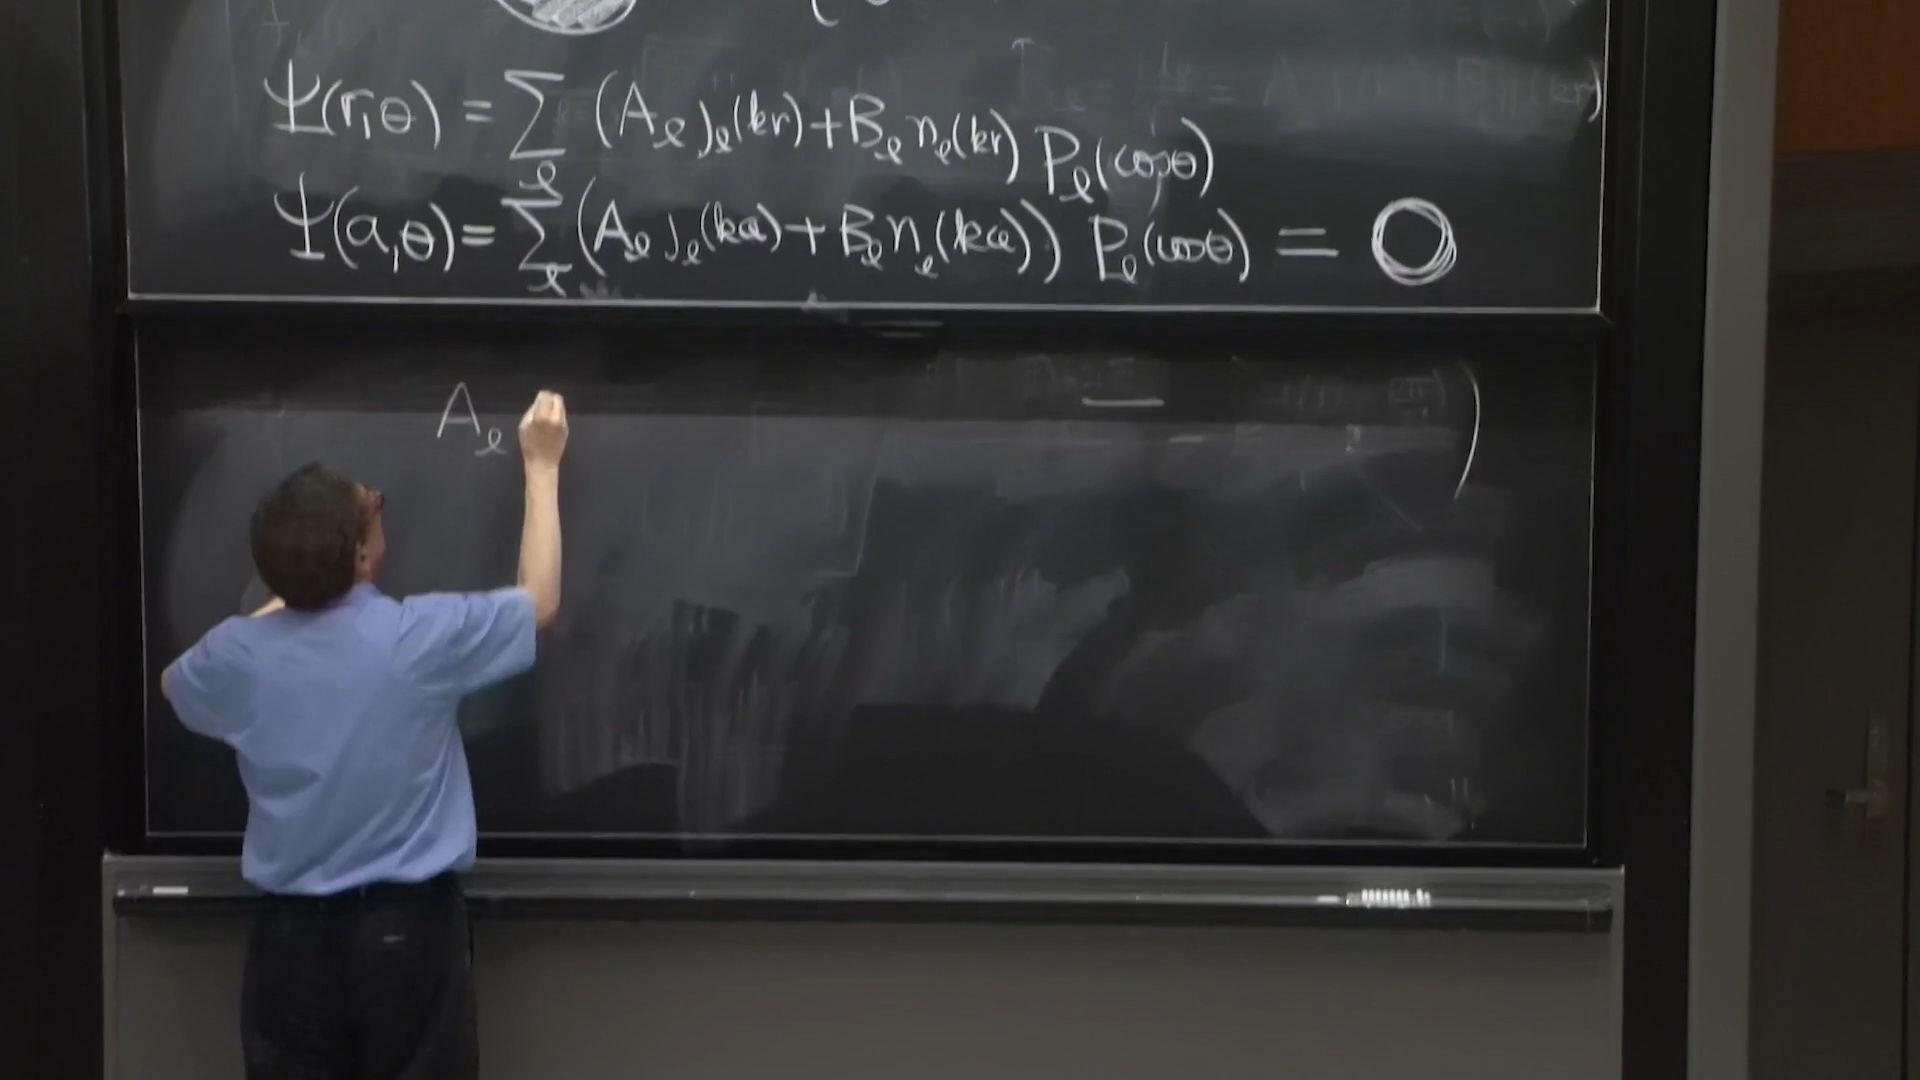 Ψ(r,θ) = Σ_ℓ (A_ℓ j_ℓ(kr) + B_ℓ n_ℓ(kr)) P_ℓ(cosθ)
Ψ(a,θ) = Σ_ℓ (A_ℓ j_ℓ(ka) + B_ℓ n_ℓ(ka)) P_ℓ(cosθ) = 0
A_ℓ